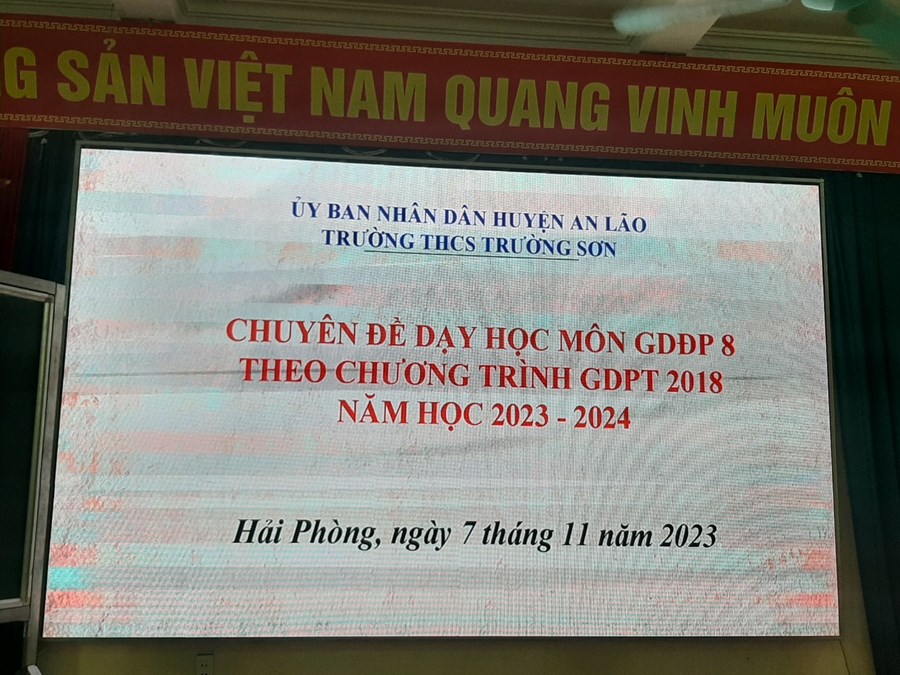 SẢN VIỆT NAM QUANG VINH MUÔN
ỦY BAN NHÂN DÂN HUYỆN AN LÃO
TRƯỜNG THCS TRƯỜNG SƠN
CHUYÊN ĐỀ DẠY HỌC MÔN GDĐP 8
THEO CHƯƠNG TRÌNH GDPT 2018
NĂM HỌC 2023 - 2024
Hải Phòng, ngày 7 tháng 11 năm 2023